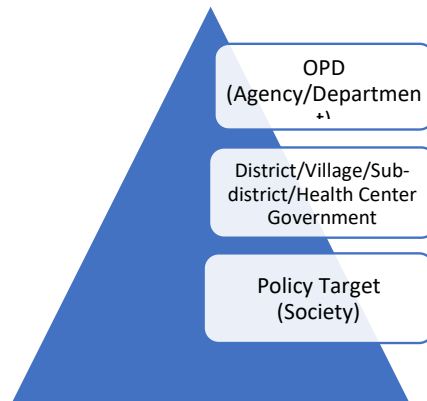 OPD
(Agency/Departmen
t)
District/Village/Sub-
district/Health Center
Government
Policy Target
(Society)